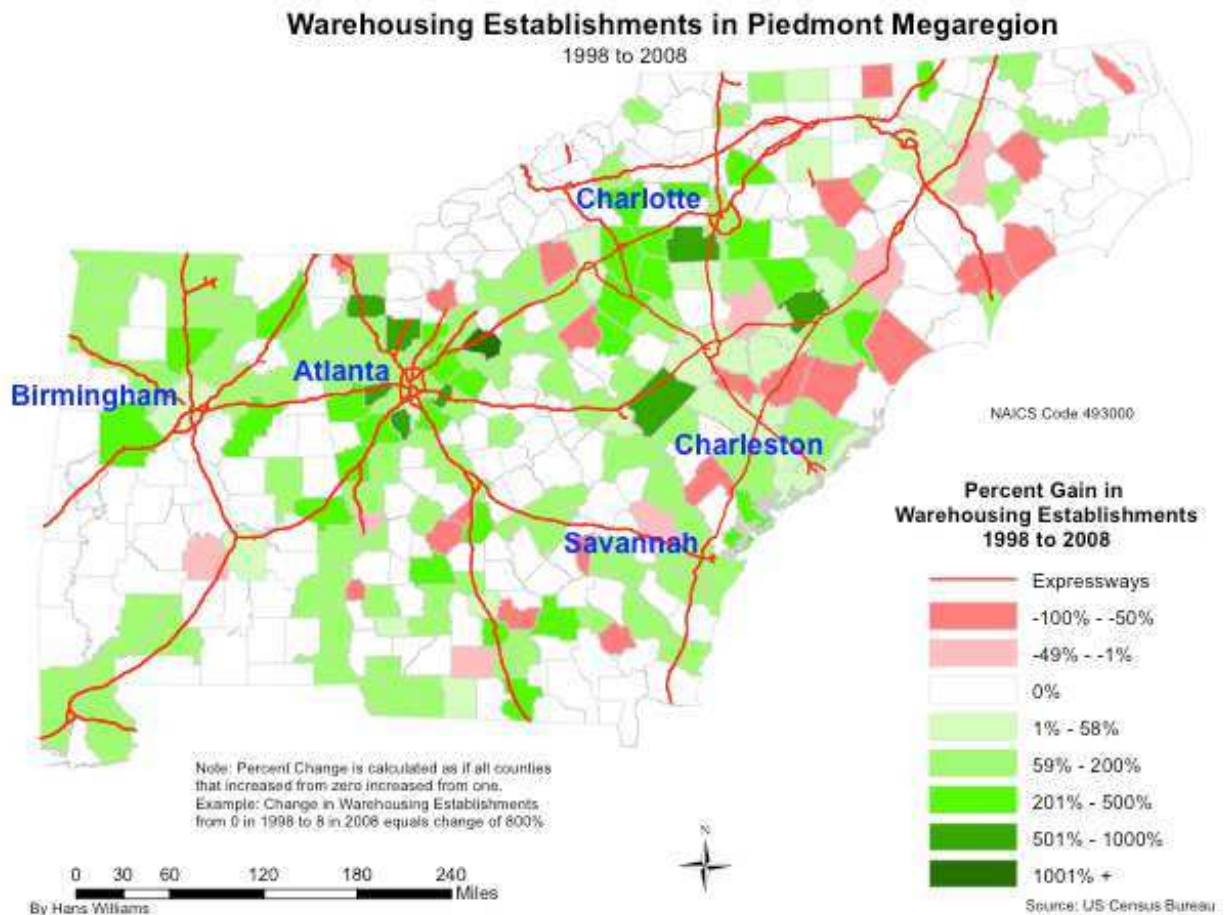 Warehousing Establishments in Piedmont Megaregion
1998 to 2008
Charlotte
Atlanta
Birmingham
NAICS Code 493000
Charleston
Savannah
Percent Gain in
Warehousing Establishments
1998 to 2008
Expressways
-100% - -50%
-49% - -1%
0%
1% - 58%
59% - 200%
201% - 500%
501% - 1000%
1001% +
Note: Percent Change is calculated as if all counties
that increased from zero increased from one.
Example: Change in Warehousing Establishments
from 0 in 1998 to 8 in 2008 equals change of 800%
N
0 30 60 120 180 240
Miles
By Hans Williams
Source: US Census Bureau